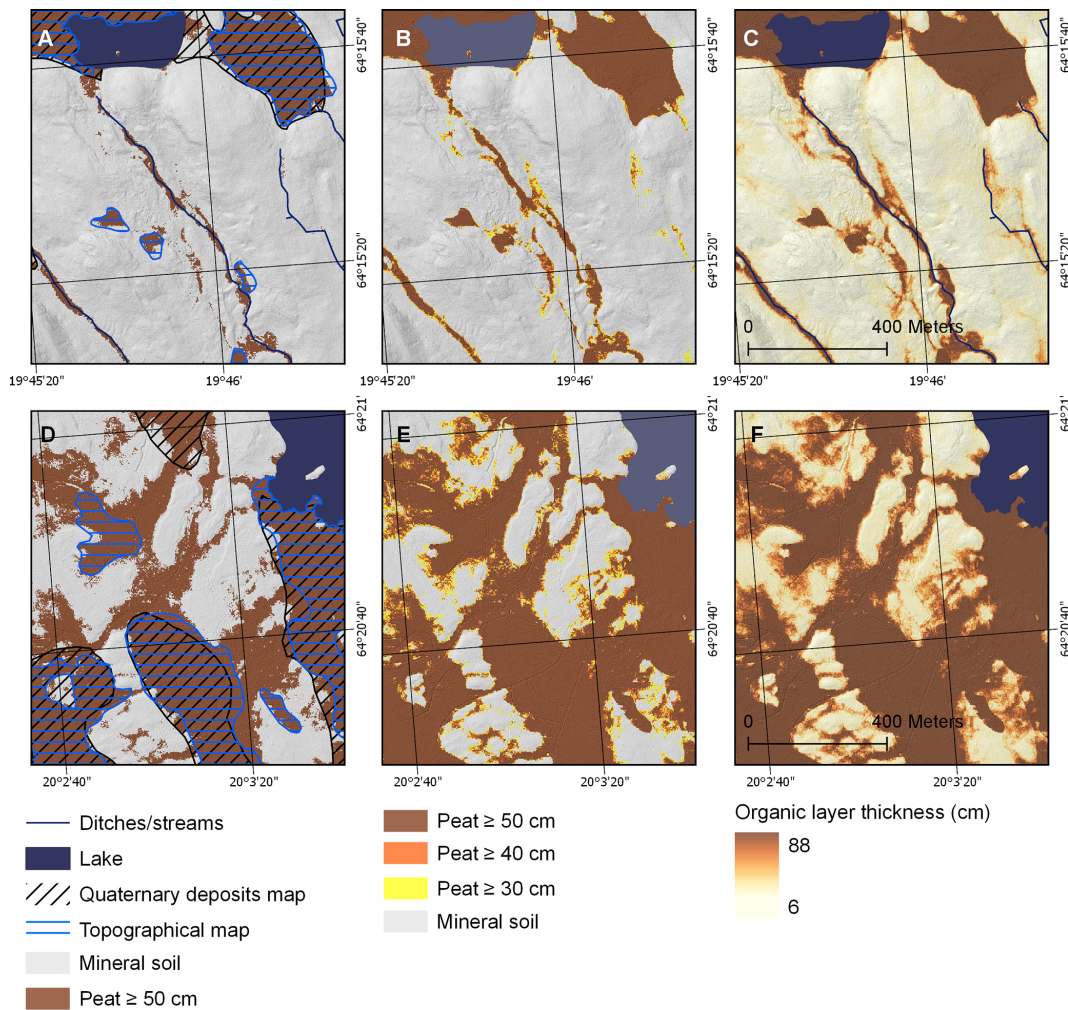 A
B
C
64°15'40"
64°15'40"
64°15'40"
64°15'20"
64°15'20"
64°15'20"
0
400 Meters
19°45'20"
19°46'
19°45'20"
19°46'
19°45'20"
19°46'
D
E
F
64°21'
64°21'
64°21'
64°20'40"
64°20'40"
64°20'40"
0
400 Meters
20°2'40"
20°3'20"
20°2'40"
20°3'20"
20°2'40"
20°3'20"
Ditches/streams
Lake
Quaternary deposits map
Topographical map
Mineral soil
Peat ≥ 50 cm
Peat ≥ 50 cm
Peat ≥ 40 cm
Peat ≥ 30 cm
Mineral soil
Organic layer thickness (cm)
88
6